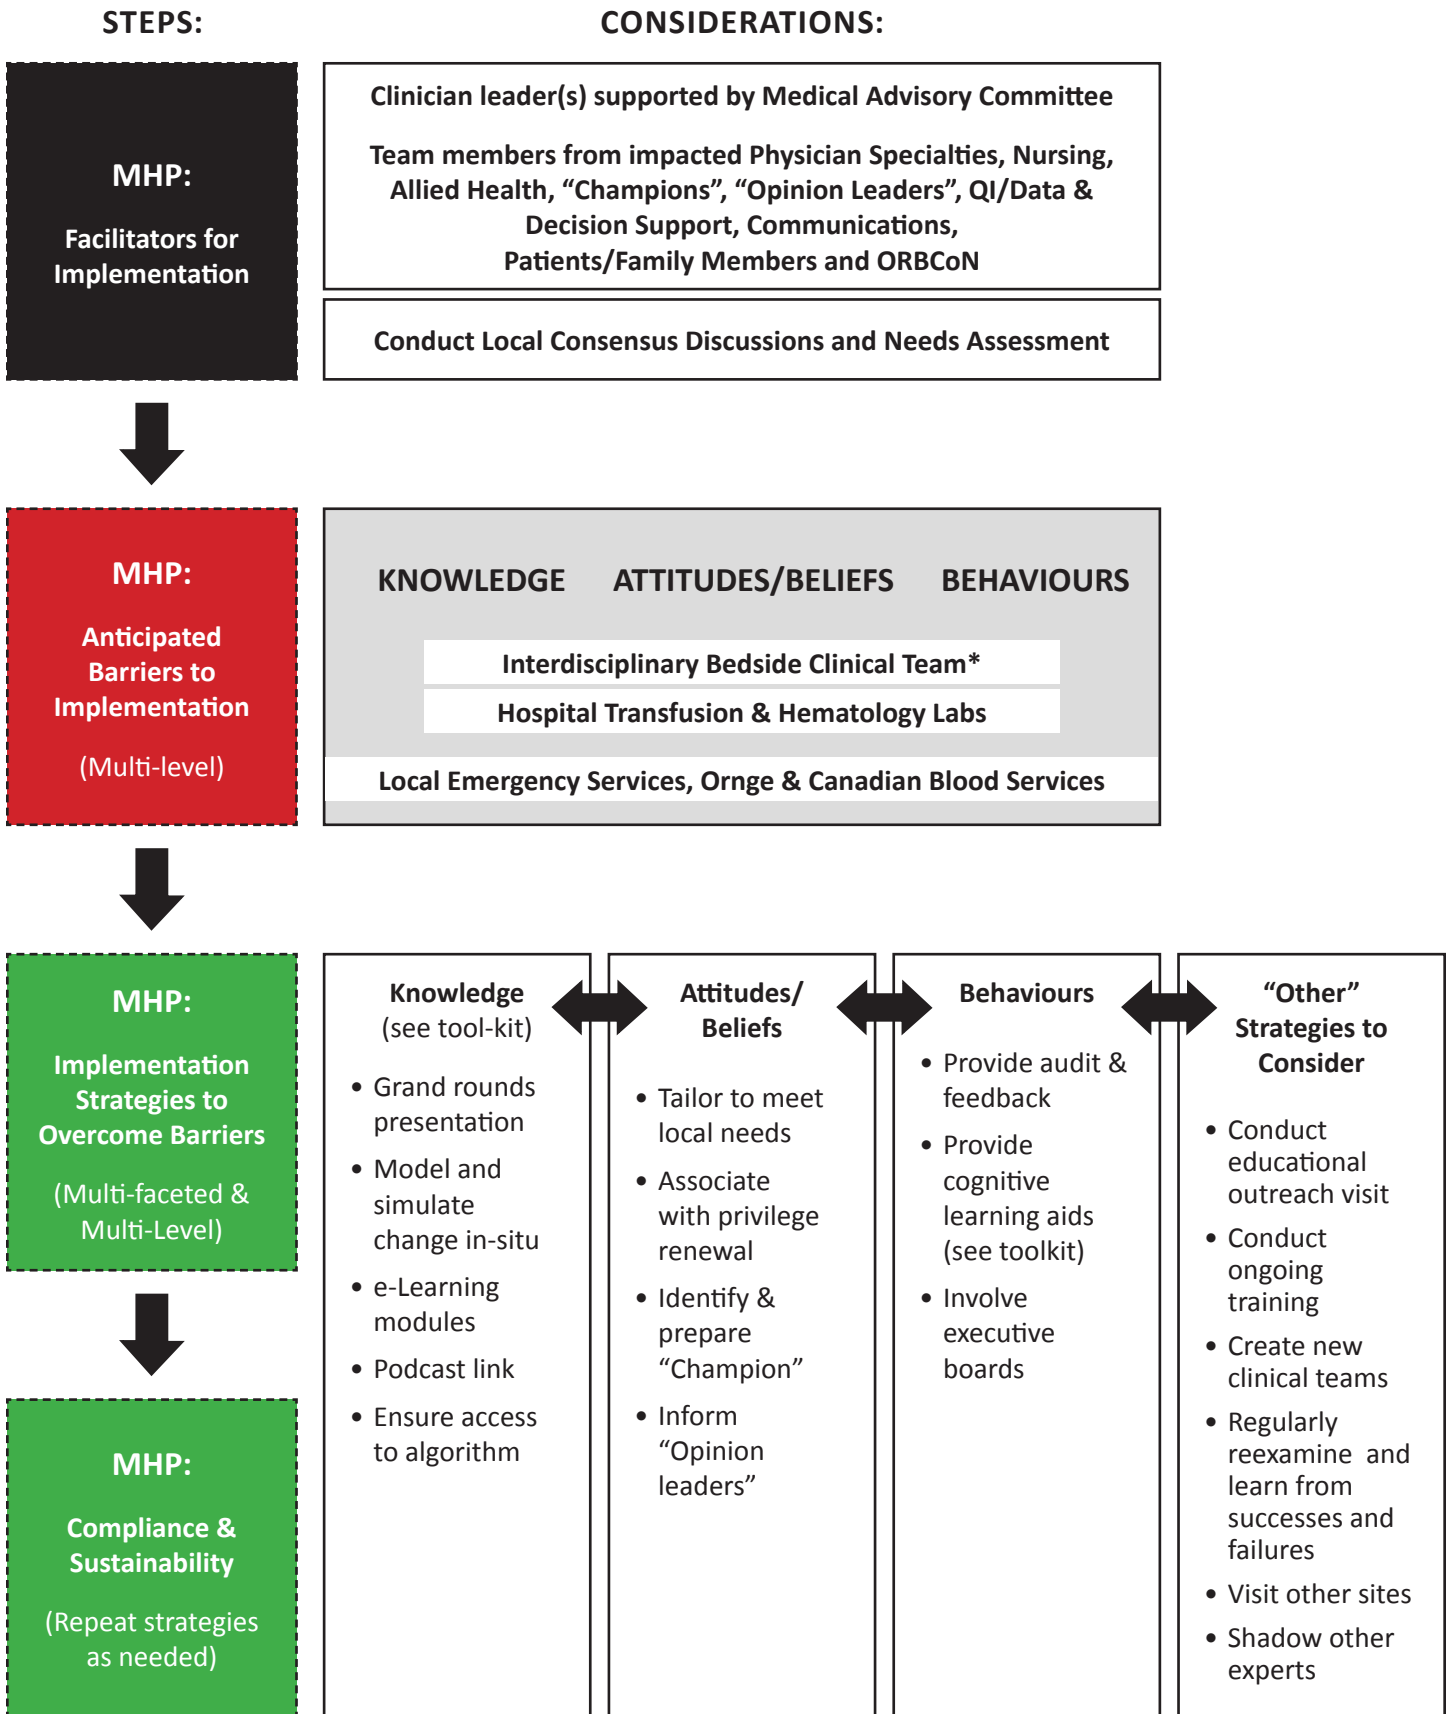 STEPS:
CONSIDERATIONS:
MHP:
Facilitators for
Implementation
Clinician leader(s) supported by Medical Advisory Committee
Team members from impacted Physician Specialties, Nursing,
Allied Health, “Champions”, “Opinion Leaders”, QI/Data &
Decision Support, Communications,
Patients/Family Members and ORBCoN
Conduct Local Consensus Discussions and Needs Assessment
MHP:
Anticipated
Barriers to
Implementation
(Multi-level)
KNOWLEDGE ATTITUDES/BELIEFS BEHAVIOURS
Interdisciplinary Bedside Clinical Team*
Hospital Transfusion & Hematology Labs
Local Emergency Services, Ornge & Canadian Blood Services
MHP:
Implementation
Strategies to
Overcome Barriers
(Multi-faceted &
Multi-Level)
MHP:
Compliance &
Sustainability
(Repeat strategies
as needed)
Knowledge
(see tool-kit)
• Grand rounds
presentation
• Model and
simulate
change in-situ
• e-Learning
modules
• Podcast link
• Ensure access
to algorithm
Attitudes/
Beliefs
• Tailor to meet
local needs
• Associate
with privilege
renewal
• Identify &
prepare
“Champion”
• Inform
“Opinion
leaders”
Behaviours
• Provide audit &
feedback
• Provide
cognitive
learning aids
(see toolkit)
• Involve
executive
boards
“Other”
Strategies to
Consider
• Conduct
educational
outreach visit
• Conduct
ongoing
training
• Create new
clinical teams
• Regularly
reexamine and
learn from
successes and
failures
• Visit other sites
• Shadow other
experts